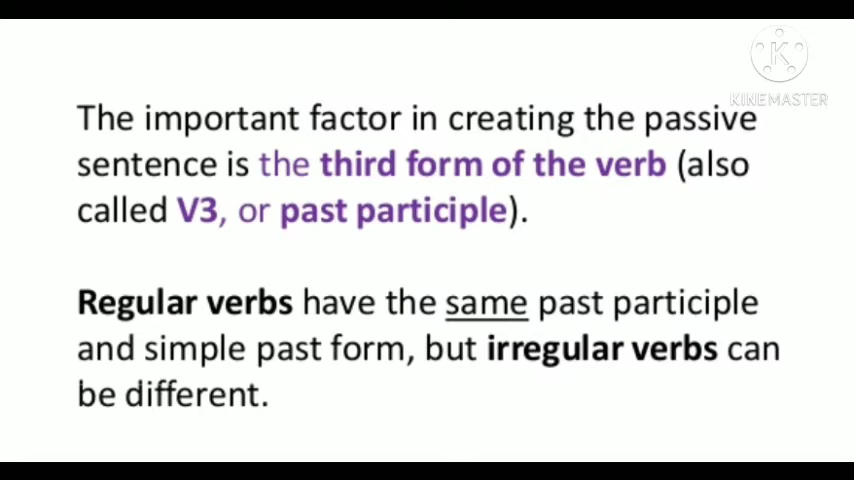 KINEMASTER
The important factor in creating the passive
sentence is the third form of the verb (also
called V3, or past participle).
Regular verbs have the same past participle
and simple past form, but irregular verbs can
be different.